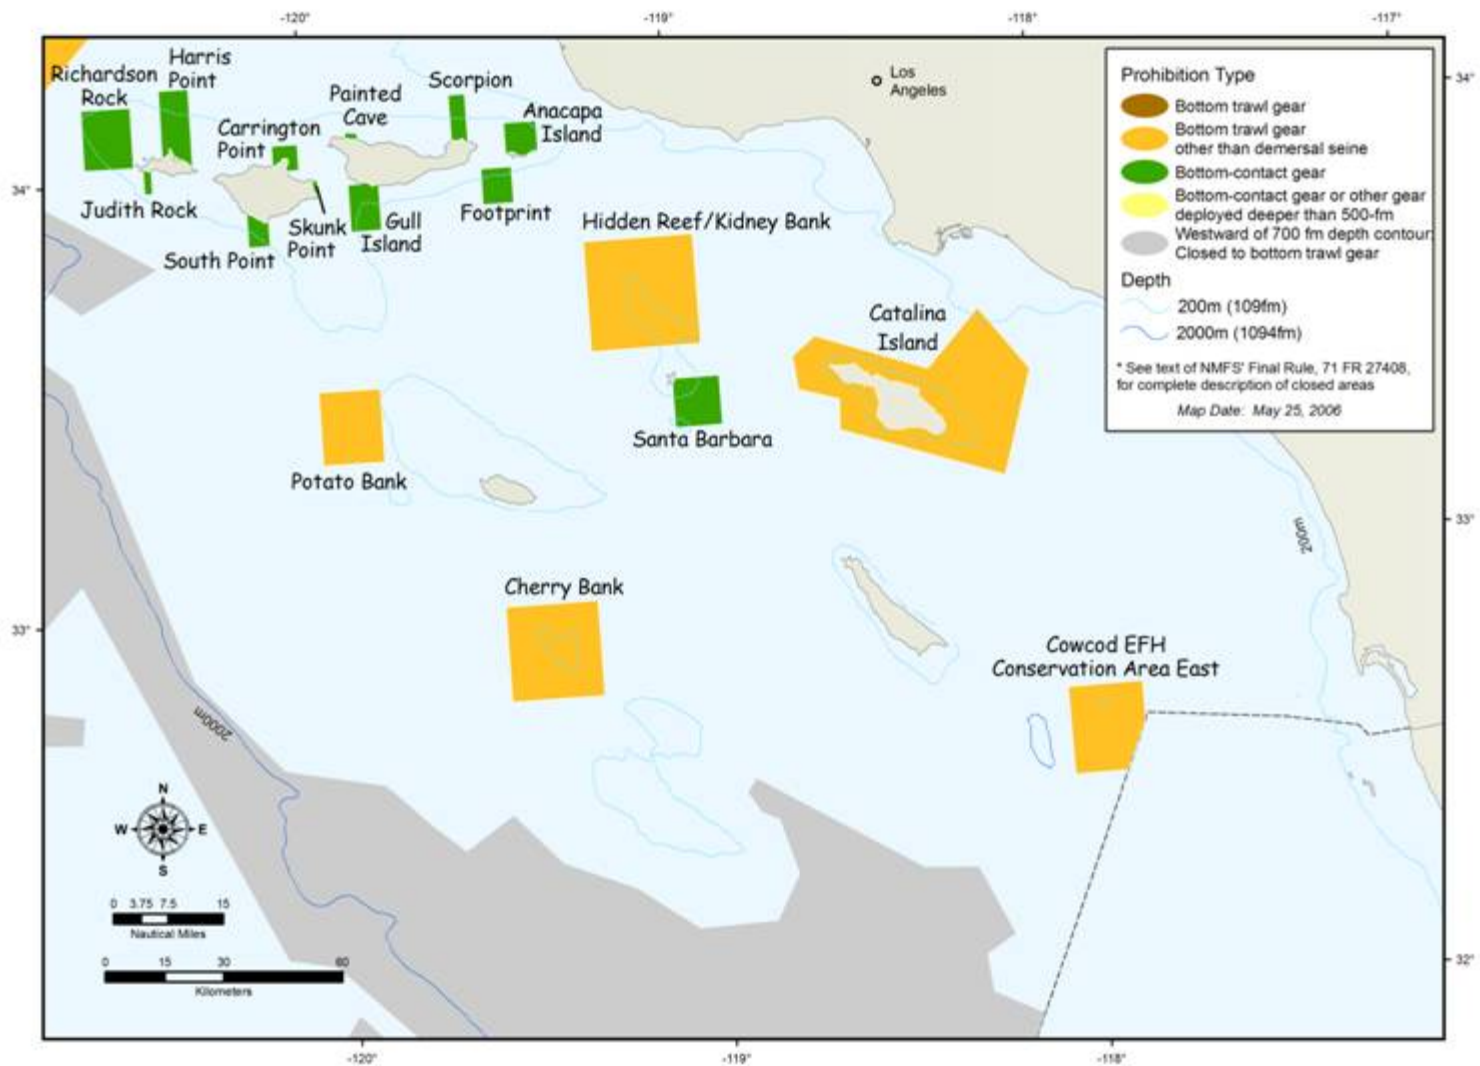 -120°
-119°
-118°
-117°
Richardson
Rock
Harris
Point
Carrington
Point
Painted
Cave
Scorpion
Anacapa
Island
Los
Angeles
34°
34°
Judith Rock
South Point
Skunk
Point
Gull
Island
Footprint
Hidden Reef/Kidney Bank
Catalina
Island
Santa Barbara
Potato Bank
Cherry Bank
Cowcod EFH
Conservation Area East
33°
33°
200m
2000m
32°
Prohibition Type
Bottom trawl gear
Bottom trawl gear
other than demersal seine
Bottom-contact gear
Bottom-contact gear or other gear
deployed deeper than 500-fm
Westward of 700 fm depth contour;
Closed to bottom trawl gear
Depth
200m (109fm)
2000m (1094fm)
* See text of NMFS' Final Rule, 71 FR 27408,
for complete description of closed areas
Map Date: May 25, 2006
N
W E
S
0 3.75 7.5 15
Nautical Miles
0 15 30 60
Kilometers
-120°
-119°
-118°